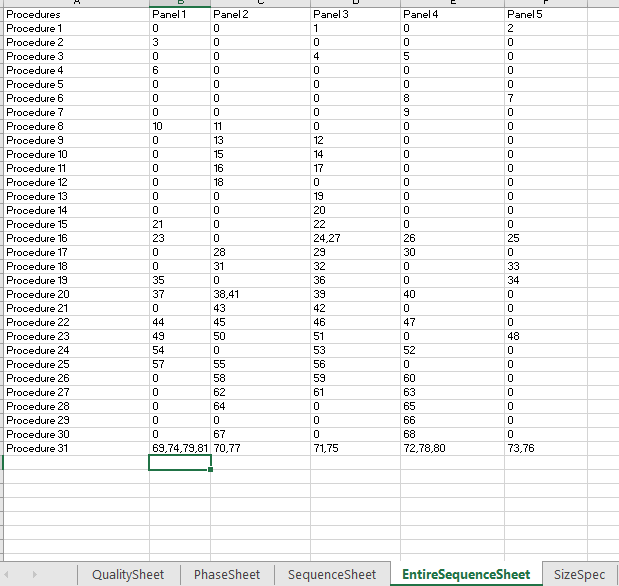 Procedures Panel 1 Panel 2 Panel 3 Panel 4 Panel 5
Procedure 1 0 0 1 0 2
Procedure 2 3 0 0 0 0
Procedure 3 0 0 4 5 0
Procedure 4 6 0 0 0 0
Procedure 5 0 0 0 0 0
Procedure 6 0 0 0 8 7
Procedure 7 0 0 0 9 0
Procedure 8 10 11 0 0 0
Procedure 9 0 13 12 0 0
Procedure 10 0 15 14 0 0
Procedure 11 0 16 17 0 0
Procedure 12 0 18 0 0 0
Procedure 13 0 0 19 0 0
Procedure 14 0 0 20 0 0
Procedure 15 21 0 22 0 0
Procedure 16 23 0 24,27 26 25
Procedure 17 0 28 29 30 0
Procedure 18 0 31 32 0 33
Procedure 19 35 0 36 0 34
Procedure 20 37 38,41 39 40 0
Procedure 21 0 43 42 0 0
Procedure 22 44 45 46 47 0
Procedure 23 49 50 51 0 48
Procedure 24 54 0 53 52 0
Procedure 25 57 55 56 0 0
Procedure 26 0 58 59 60 0
Procedure 27 0 62 61 63 0
Procedure 28 0 64 0 65 0
Procedure 29 0 0 0 66 0
Procedure 30 0 67 0 68 0
Procedure 31 69,74,79,81 70,77 71,75 72,78,80 73,76
QualitySheet PhaseSheet SequenceSheet EntireSequenceSheet SizeSpec